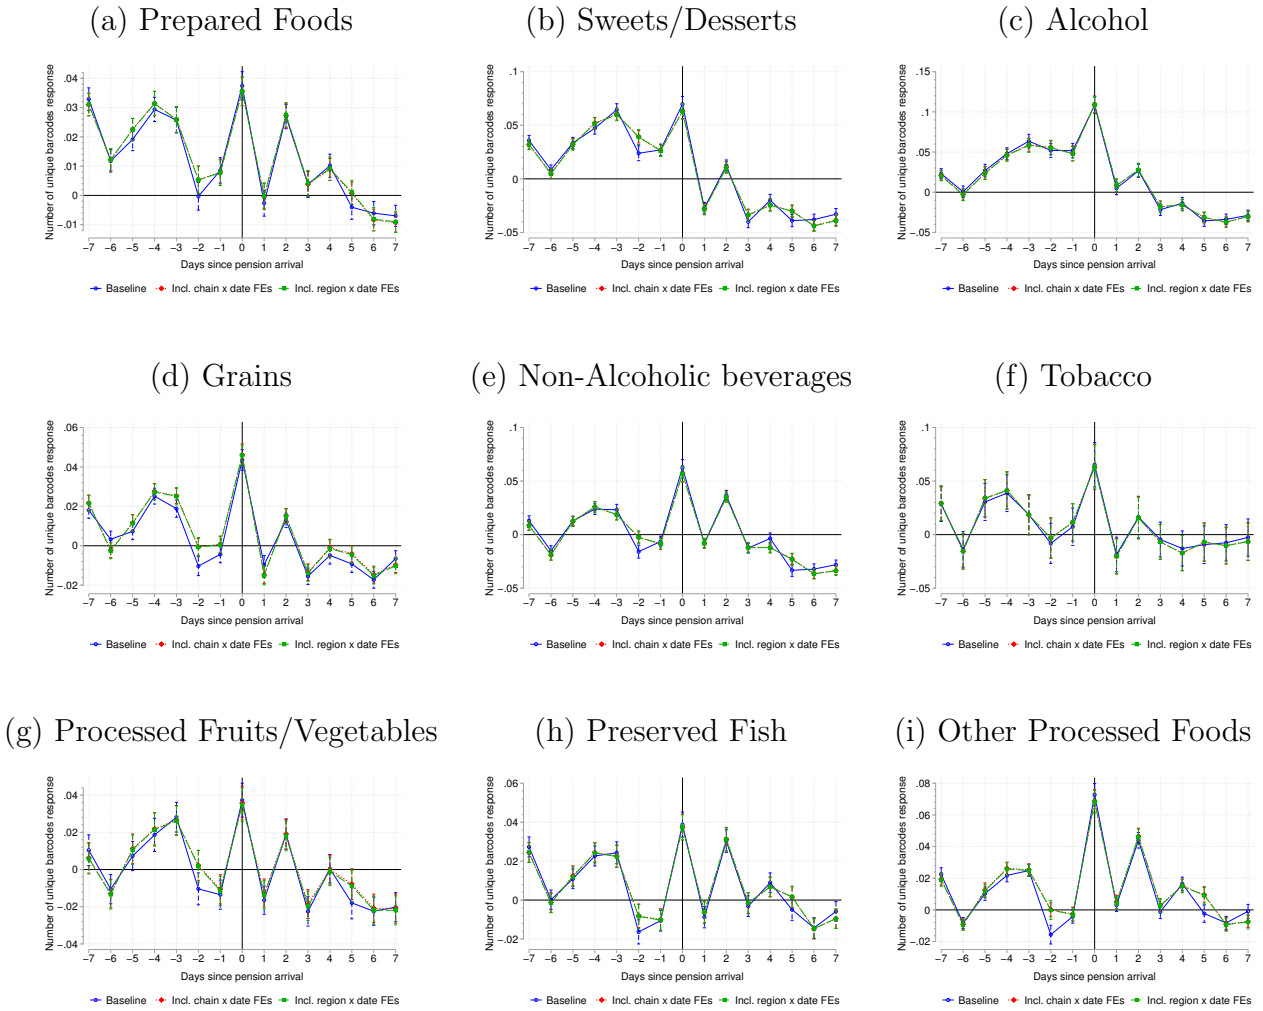 (a) Prepared Foods
(b) Sweets/Desserts
(c) Alcohol
Number of unique barcodes response
.04
.03
.02
.01
0
-.01
-7 -6 -5 -4 -3 -2 -1 0 1 2 3 4 5 6 7
Days since pension arrival
Baseline Incl. chain x date FEs Incl. region x date FEs
Number of unique barcodes response
.1
.05
0
-.05
-7 -6 -5 -4 -3 -2 -1 0 1 2 3 4 5 6 7
Days since pension arrival
Baseline Incl. chain x date FEs Incl. region x date FEs
Number of unique barcodes response
.15
.1
.05
0
-.05
-7 -6 -5 -4 -3 -2 -1 0 1 2 3 4 5 6 7
Days since pension arrival
Baseline Incl. chain x date FEs Incl. region x date FEs
(d) Grains
(e) Non-Alcoholic beverages
(f) Tobacco
Number of unique barcodes response
.06
.04
.02
0
-.02
-7 -6 -5 -4 -3 -2 -1 0 1 2 3 4 5 6 7
Days since pension arrival
Baseline Incl. chain x date FEs Incl. region x date FEs
Number of unique barcodes response
.1
.05
0
-.05
-7 -6 -5 -4 -3 -2 -1 0 1 2 3 4 5 6 7
Days since pension arrival
Baseline Incl. chain x date FEs Incl. region x date FEs
Number of unique barcodes response
.1
.05
0
-.05
-7 -6 -5 -4 -3 -2 -1 0 1 2 3 4 5 6 7
Days since pension arrival
Baseline Incl. chain x date FEs Incl. region x date FEs
(g) Processed Fruits/Vegetables
(h) Preserved Fish
(i) Other Processed Foods
Number of unique barcodes response
.04
.02
0
-.02
-.04
-7 -6 -5 -4 -3 -2 -1 0 1 2 3 4 5 6 7
Days since pension arrival
Baseline Incl. chain x date FEs Incl. region x date FEs
Number of unique barcodes response
.06
.04
.02
0
-.02
-7 -6 -5 -4 -3 -2 -1 0 1 2 3 4 5 6 7
Days since pension arrival
Baseline Incl. chain x date FEs Incl. region x date FEs
Number of unique barcodes response
.08
.06
.04
.02
0
-.02
-7 -6 -5 -4 -3 -2 -1 0 1 2 3 4 5 6 7
Days since pension arrival
Baseline Incl. chain x date FEs Incl. region x date FEs